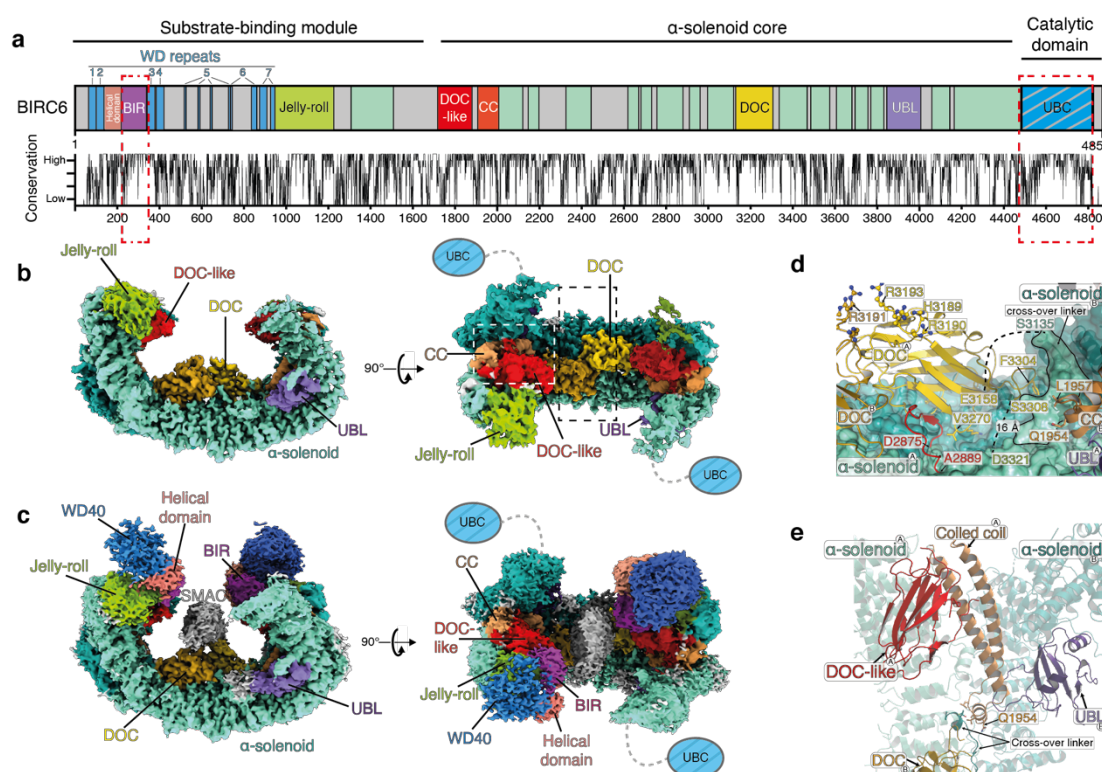 Substrate-binding module α-solenoid core Catalytic domain
a
WD repeats
1 2 3 4 5 6 7
BIRC6 Helical domain BIR Jelly-roll DOC-like CC DOC UBL UBC
1 485
Conservation
High
Low
200 400 600 800 1000 1200 1400 1600 1800 2000 2200 2400 2600 2800 3000 3200 3400 3600 3800 4000 4200 4400 4600 4800
b
Jelly-roll
DOC-like
DOC
UBL
α-solenoid
90°
UBC
DOC
CC
Jelly-roll
UBL
DOC-like
UBC
c
WD40
Helical domain
BIR
Jelly-roll
SMAC
DOC
UBL
α-solenoid
90°
UBC
CC
DOC-like
Jelly-roll
BIR
WD40
Helical domain
UBC
d
R3193
R3191
H3189
R3190
α-solenoid B
cross-over linker
S3135
DOC A
F3304
L1957
E3158
DOC B
V3270
S3308
CC
16 Å
Q1954
D2875
α-solenoid A
A2889
D3321
UBL
e
A
Coiled coil
α-solenoid A
α-solenoid B
DOC-like A
Q1954
UBL B
Cross-over linker
DOC B